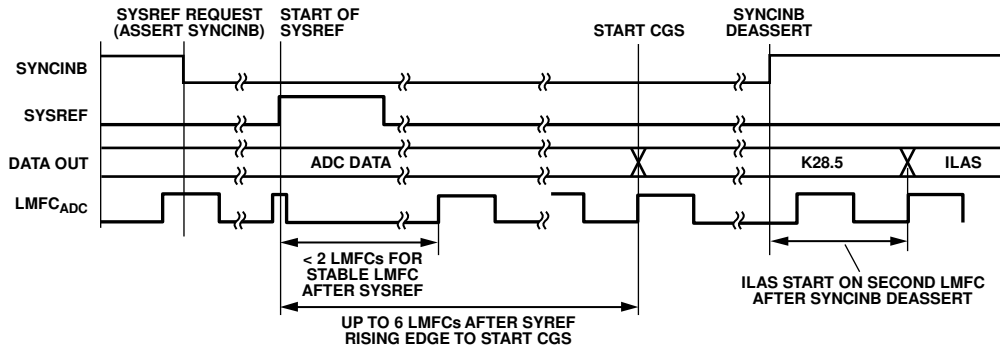 SYSREF REQUEST
(ASSERT SYNCINB)
START OF
SYSREF
START CGS
SYNCINB
DEASSERT
SYNCINB
SYSREF
DATA OUT
ADC DATA
K28.5
ILAS
LMFCADC
< 2 LMFCs FOR
STABLE LMFC
AFTER SYSREF
ILAS START ON SECOND LMFC
AFTER SYNCINB DEASSERT
UP TO 6 LMFCs AFTER SYREF
RISING EDGE TO START CGS